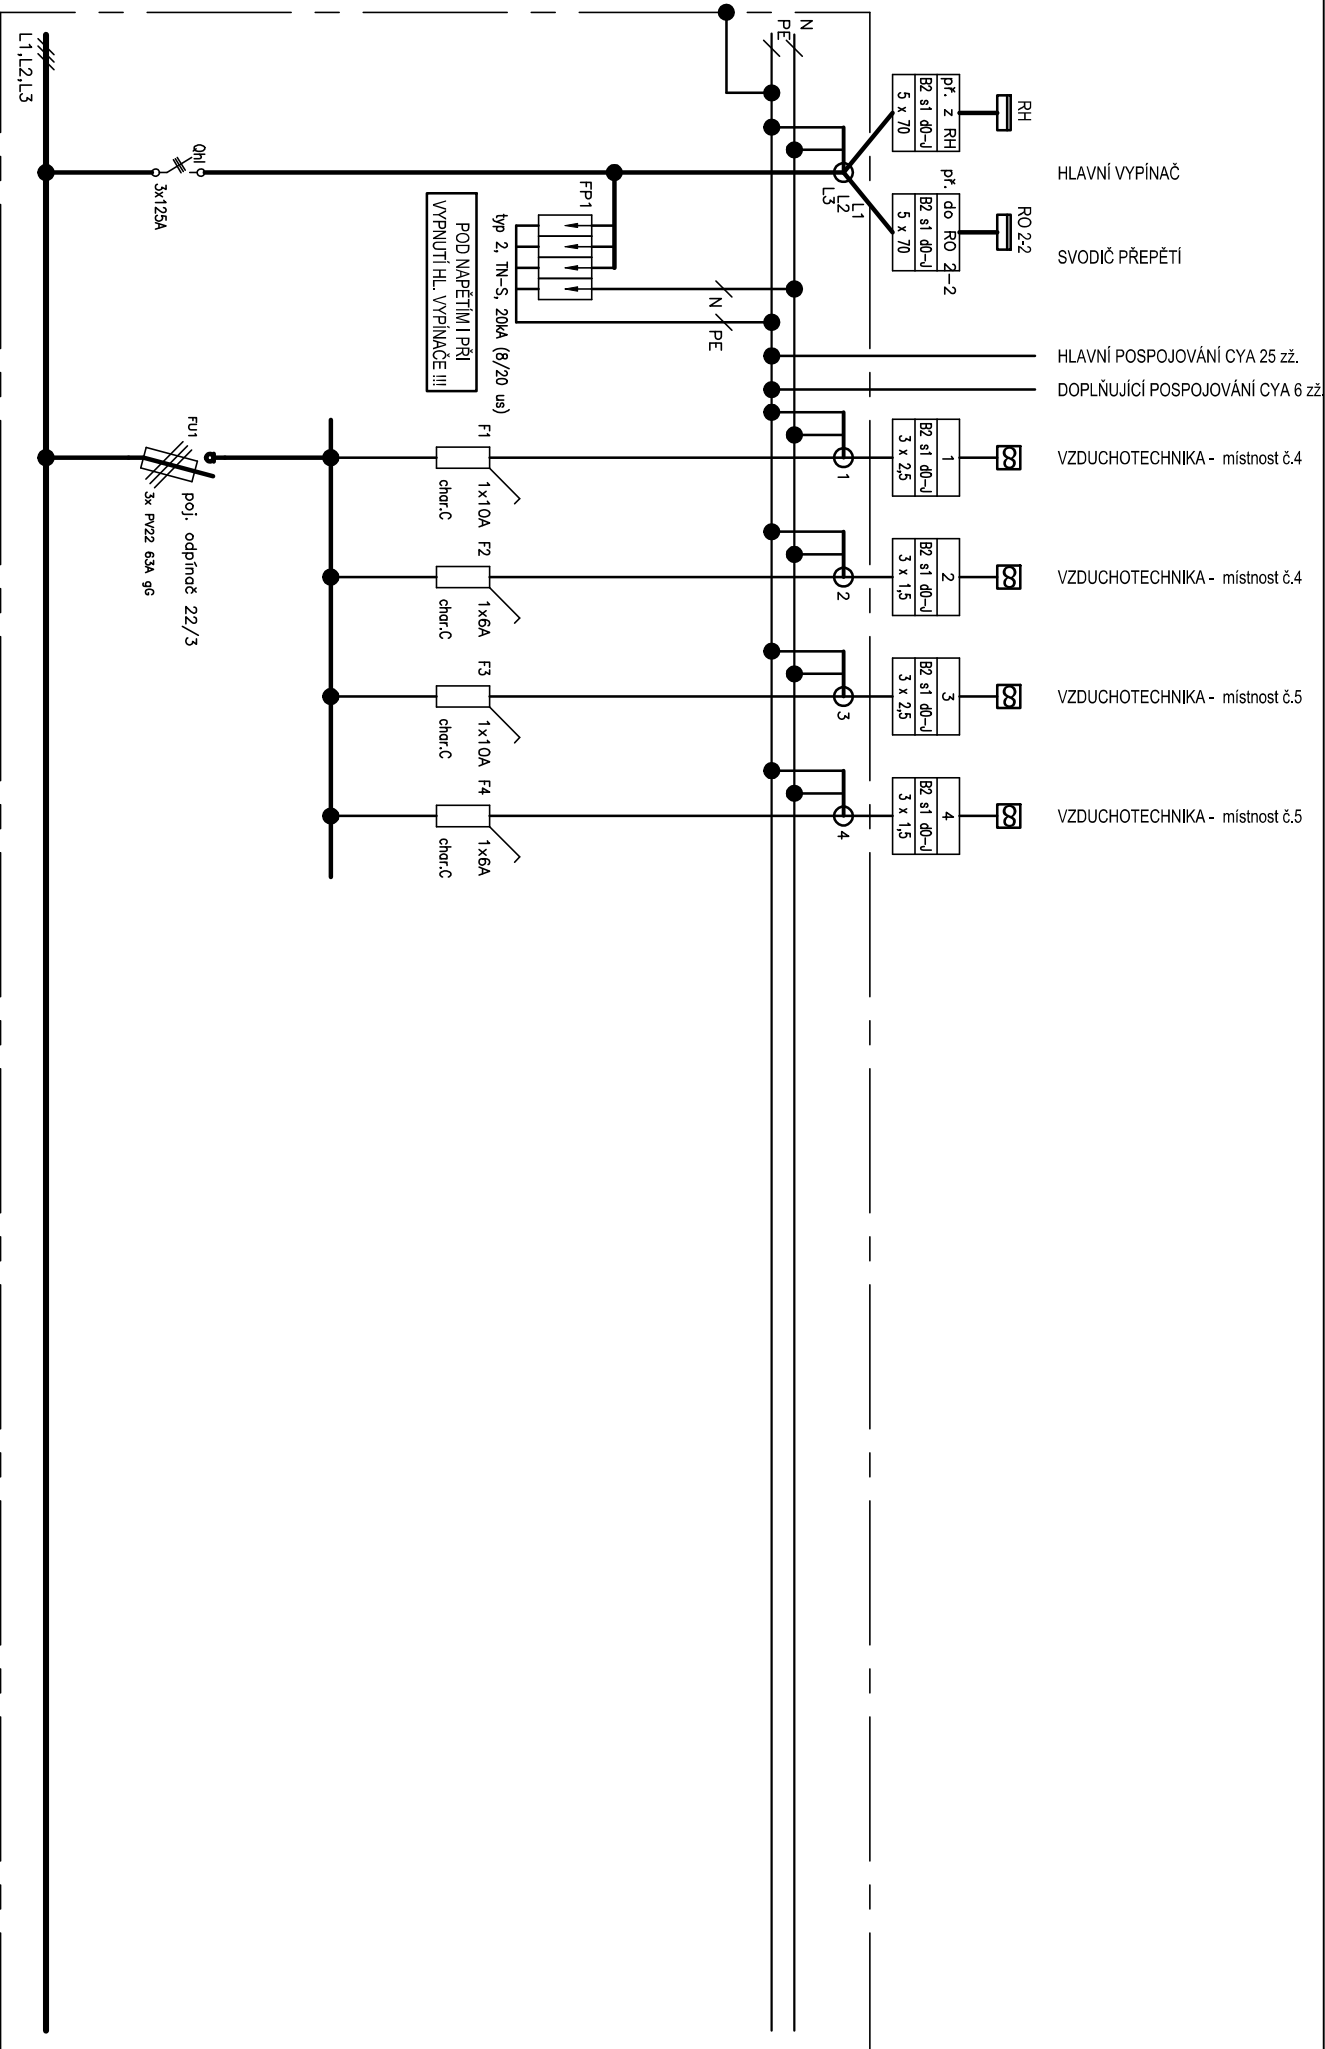 N
PE
L1,L2,L3
RH
př. z RH
B2 s1 d0-J
5 x 70
HLAVNÍ VYPÍNAČ
Qhl
3x125A
L1
L2
L3
RO 2-2
př. do RO 2-2
B2 s1 d0-J
5 x 70
SVODIČ PŘEPĚTÍ
FP1
typ 2, TN-S, 20kA (8/20 us)
POD NAPĚTÍM I PŘI
VYPNUTÍ HL. VYPÍNAČE !!!
N
PE
HLAVNÍ POSPOJOVÁNÍ CYA 25 zž.
DOPLŇUJÍCÍ POSPOJOVÁNÍ CYA 6 zž.
FU1
poj. odpínač 22/3
3x PV22 63A gG
F1
1x10A
char.C
1
1
B2 s1 d0-J
3 x 2,5
VZDUCHOTECHNIKA - místnost č.4
F2
1x6A
char.C
2
2
B2 s1 d0-J
3 x 1,5
VZDUCHOTECHNIKA - místnost č.4
F3
1x10A
char.C
3
3
B2 s1 d0-J
3 x 2,5
VZDUCHOTECHNIKA - místnost č.5
F4
1x6A
char.C
4
4
B2 s1 d0-J
3 x 1,5
VZDUCHOTECHNIKA - místnost č.5